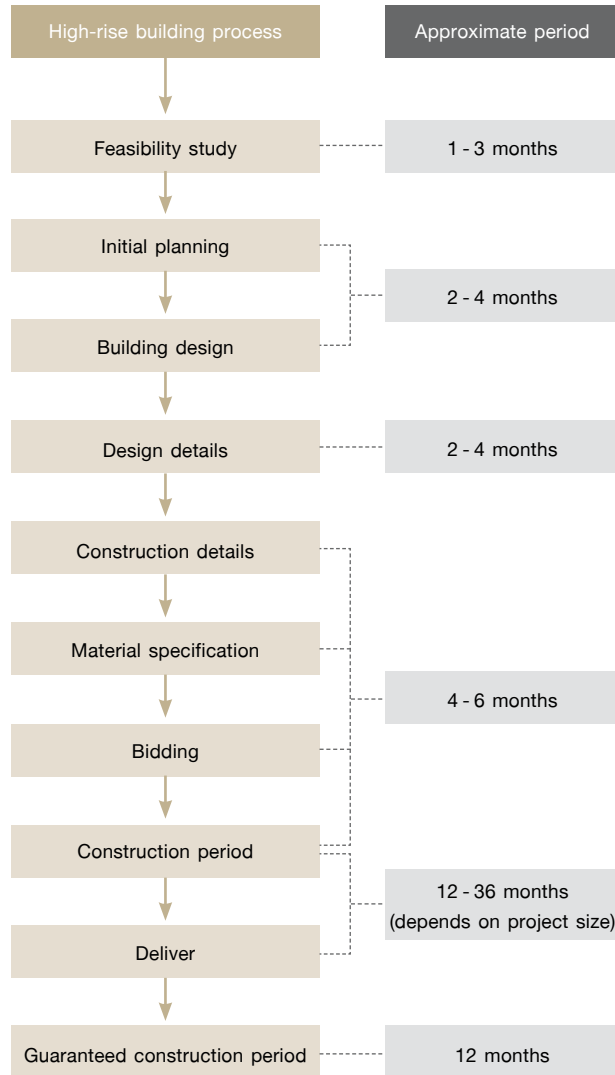 High-rise building process
Approximate period
Feasibility study
1 - 3 months
Initial planning
2 - 4 months
Building design
Design details
2 - 4 months
Construction details
Material specification
4 - 6 months
Bidding
Construction period
12 - 36 months
(depends on project size)
Deliver
Guaranteed construction period
12 months